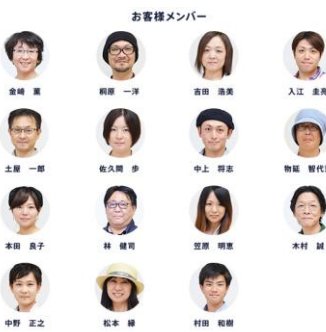 お客様メンバー
金崎 薫 桐原 一洋 吉田 浩美 入江 圭亮
土屋 一郎 佐久間 歩 中上 将志 物延 智代
本田 良子 林 健司 笠原 明恵 木村 誠
中野 正之 松本 緑 村田 和樹